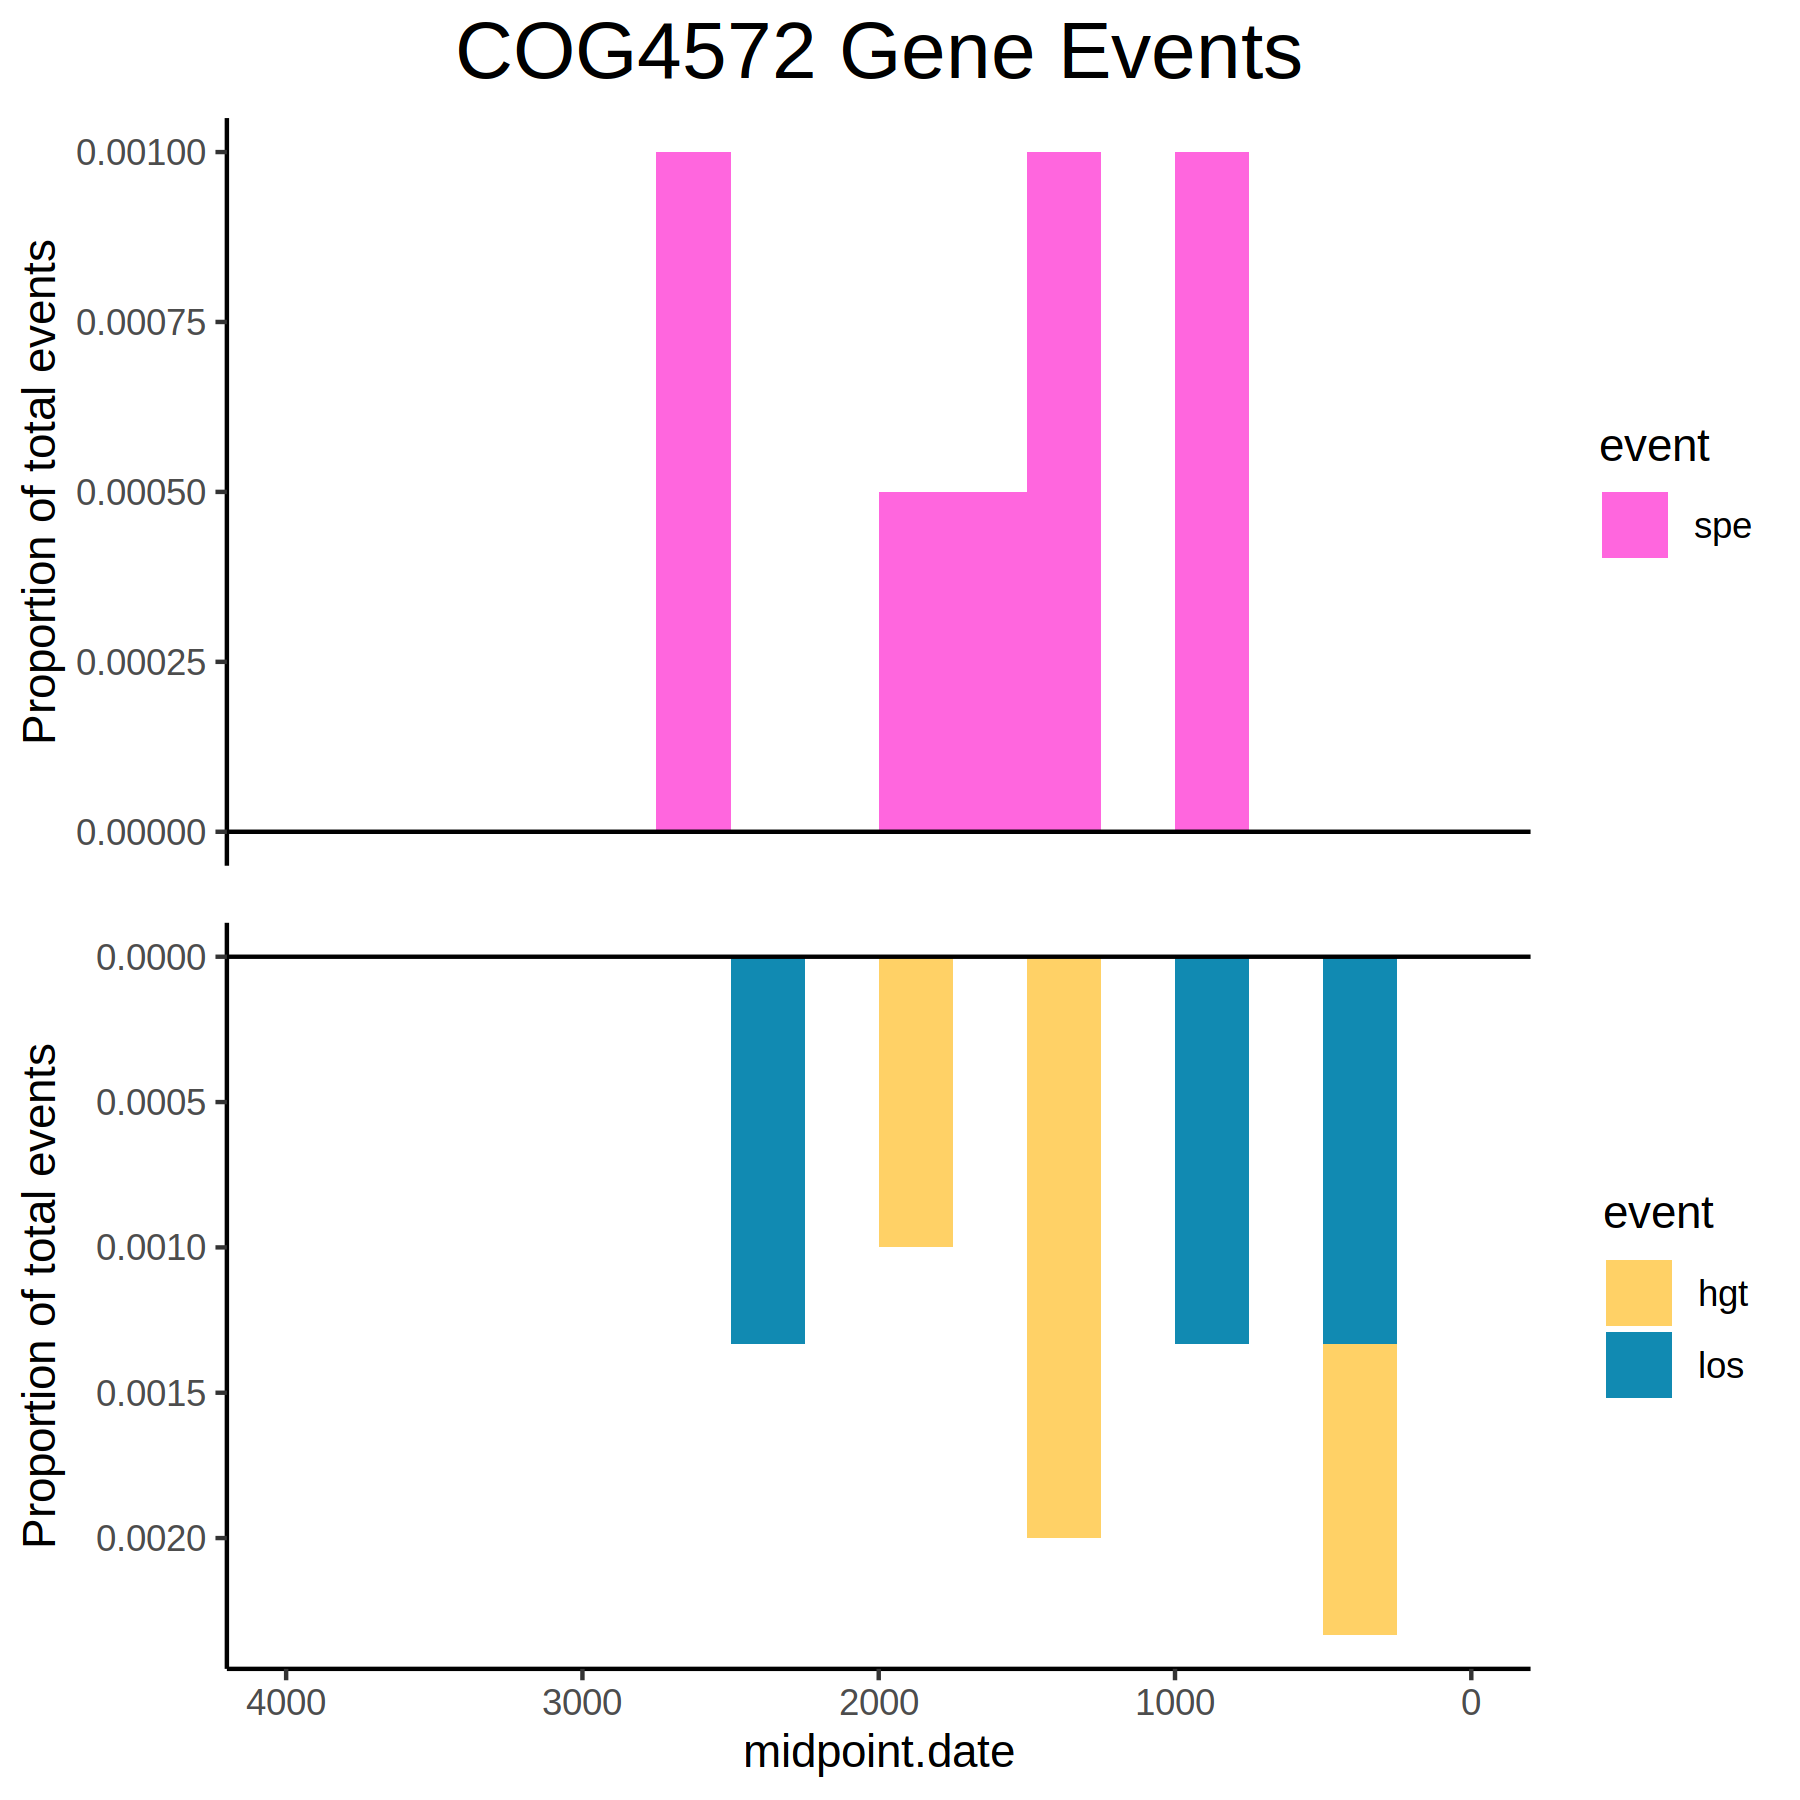 COG4572 Gene Events
Proportion of total events
0.00100
0.00075
0.00050
0.00025
0.00000
event
spe
Proportion of total events
0.0000
0.0005
0.0010
0.0015
0.0020
event
hgt
los
4000 3000 2000 1000 0
midpoint.date